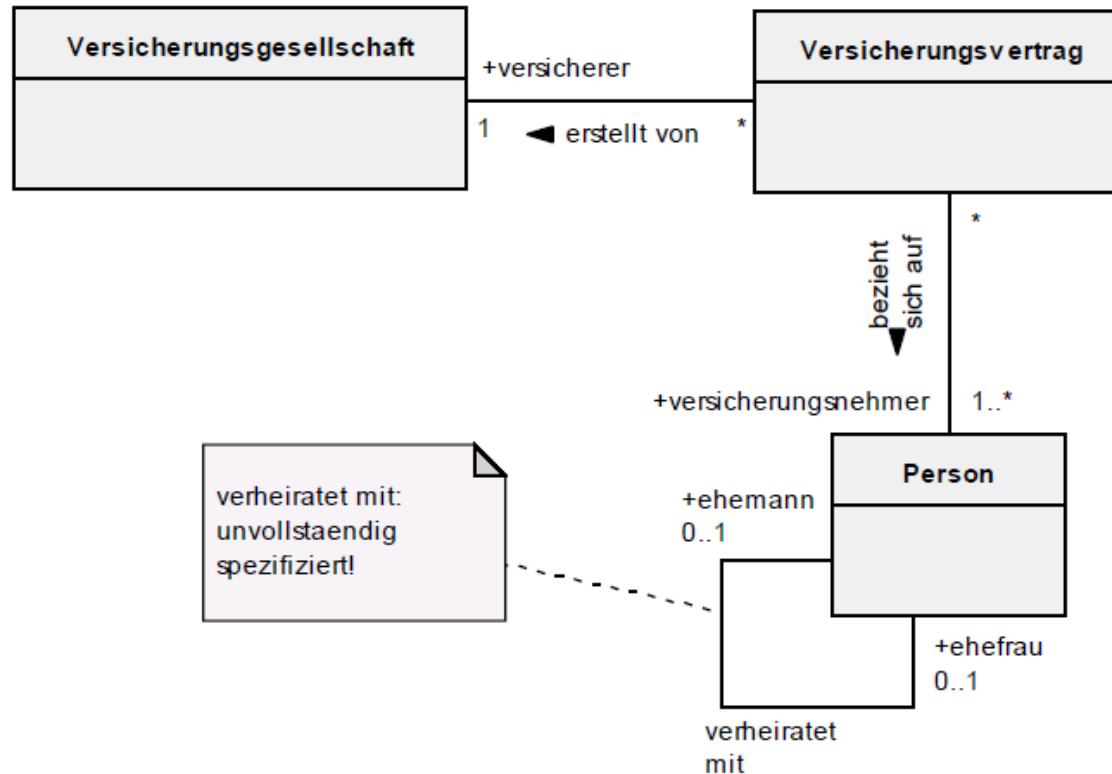 Versicherungsgesellschaft
+versicherer
1
erstellt von
*
Versicherungsvertrag
*
bezieht
sich auf
+versicherungsnehmer
1..*
Person
+ehemann
0..1
+ehefrau
0..1
verheiratet
mit
verheiratet mit:
unvollstaendig
spezifiziert!